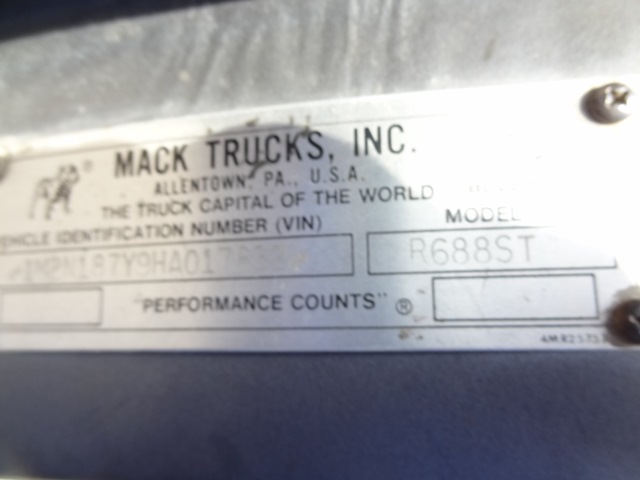 ®
MACK TRUCKS, INC.
ALLENTOWN, PA., U.S.A.
THE TRUCK CAPITAL OF THE WORLD
VEHICLE IDENTIFICATION NUMBER (VIN)
MODEL
R688ST
"PERFORMANCE COUNTS"®